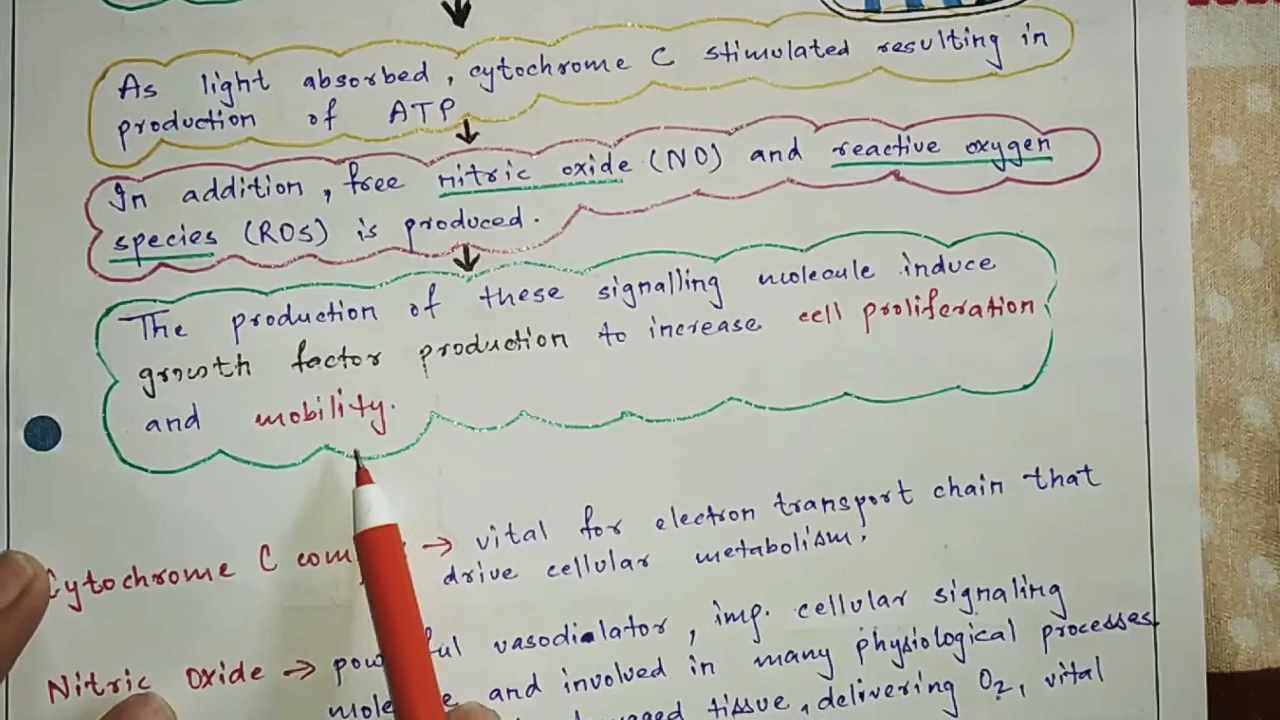 As light absorbed, cytochrome C stimulated resulting in
production of ATP
In addition, free nitric oxide (NO) and reactive oxygen
species (ROS) is produced.
The production of these signalling molecule induce
growth factor production to increase cell proliferation
and mobility.
Cytochrome C → vital for electron transport chain that
drive cellular metabolism.
Nitric Oxide → vasodialator, imp. cellular signaling
and involved in many physiological processes
tissue, delivering O2, vital